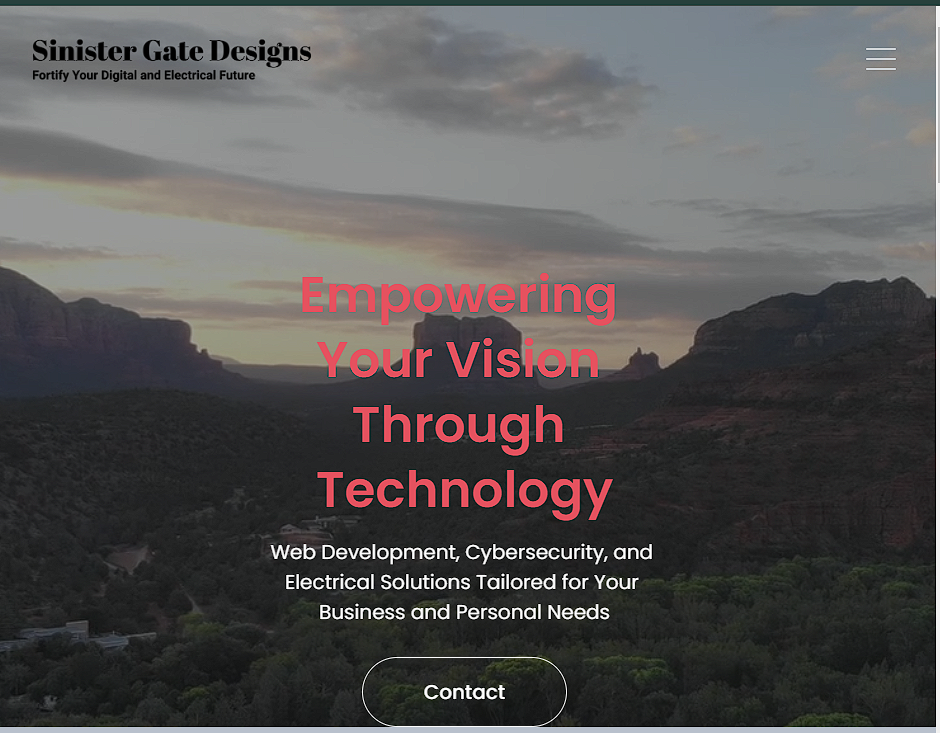 Sinister Gate Designs
Fortify Your Digital and Electrical Future
Empowering
Your Vision
Through
Technology
Web Development, Cybersecurity, and
Electrical Solutions Tailored for Your
Business and Personal Needs
Contact